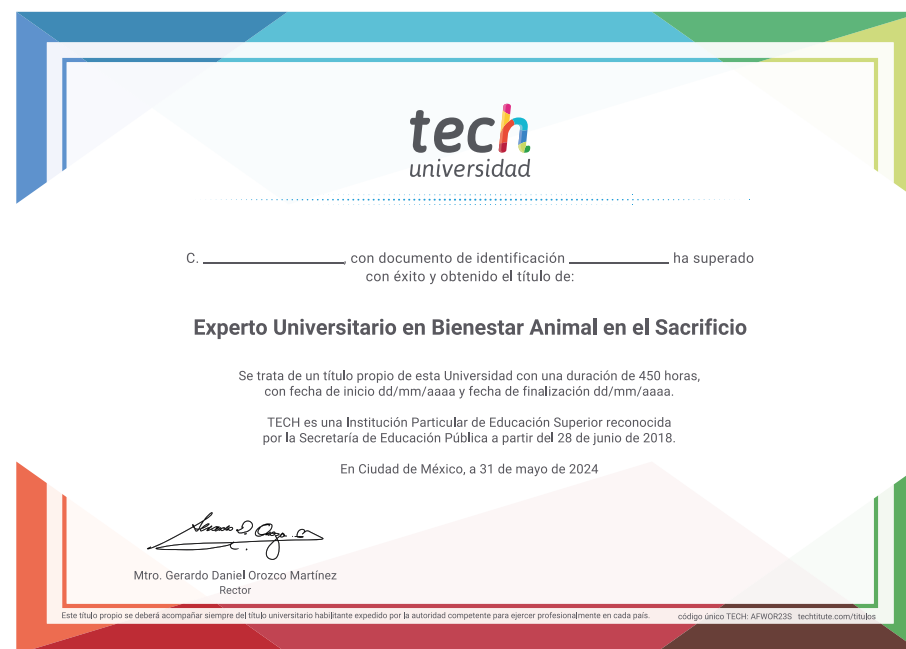 tech
universidad
C. ________________, con documento de identificación ____________ ha superado
con éxito y obtenido el título de:
Experto Universitario en Bienestar Animal en el Sacrificio
Se trata de un título propio de esta Universidad con una duración de 450 horas,
con fecha de inicio dd/mm/aaaa y fecha de finalización dd/mm/aaaa.
TECH es una Institución Particular de Educación Superior reconocida
por la Secretaría de Educación Pública a partir del 28 de junio de 2018.
En Ciudad de México, a 31 de mayo de 2024
Mtro. Gerardo Daniel Orozco Martínez
Rector
Este título propio se deberá acompañar siempre del título universitario habilitante expedido por la autoridad competente para ejercer profesionalmente en cada país. código único TECH: AFWOR23S techtitute.com/titulos